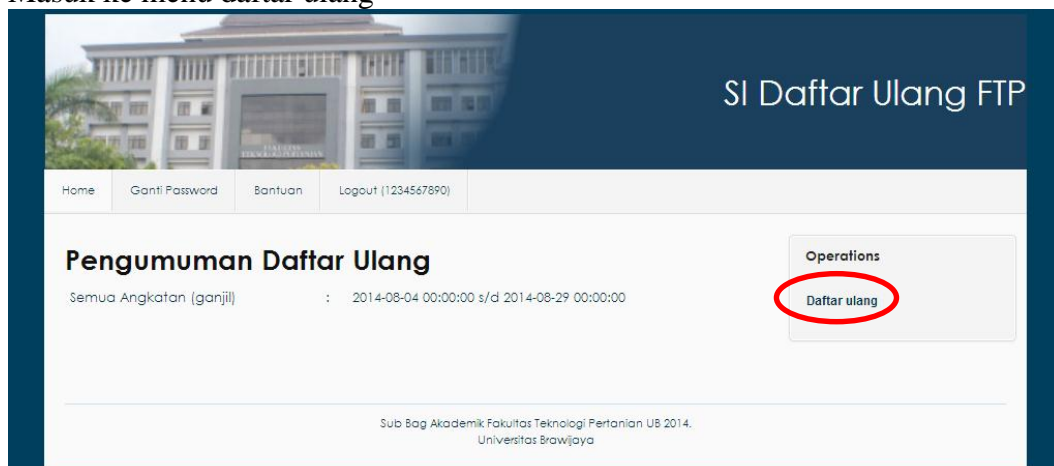 Masuk ke menu daftar ulang
SI Daftar Ulang FTP
Home Ganti Password Bantuan Logout (1234567890)
Pengumuman Daftar Ulang
Semua Angkatan (ganjil) : 2014-08-04 00:00:00 s/d 2014-08-29 00:00:00
Operations
Daftar ulang
Sub Bag Akademik Fakultas Teknologi Pertanian UB 2014.
Universitas Brawijaya